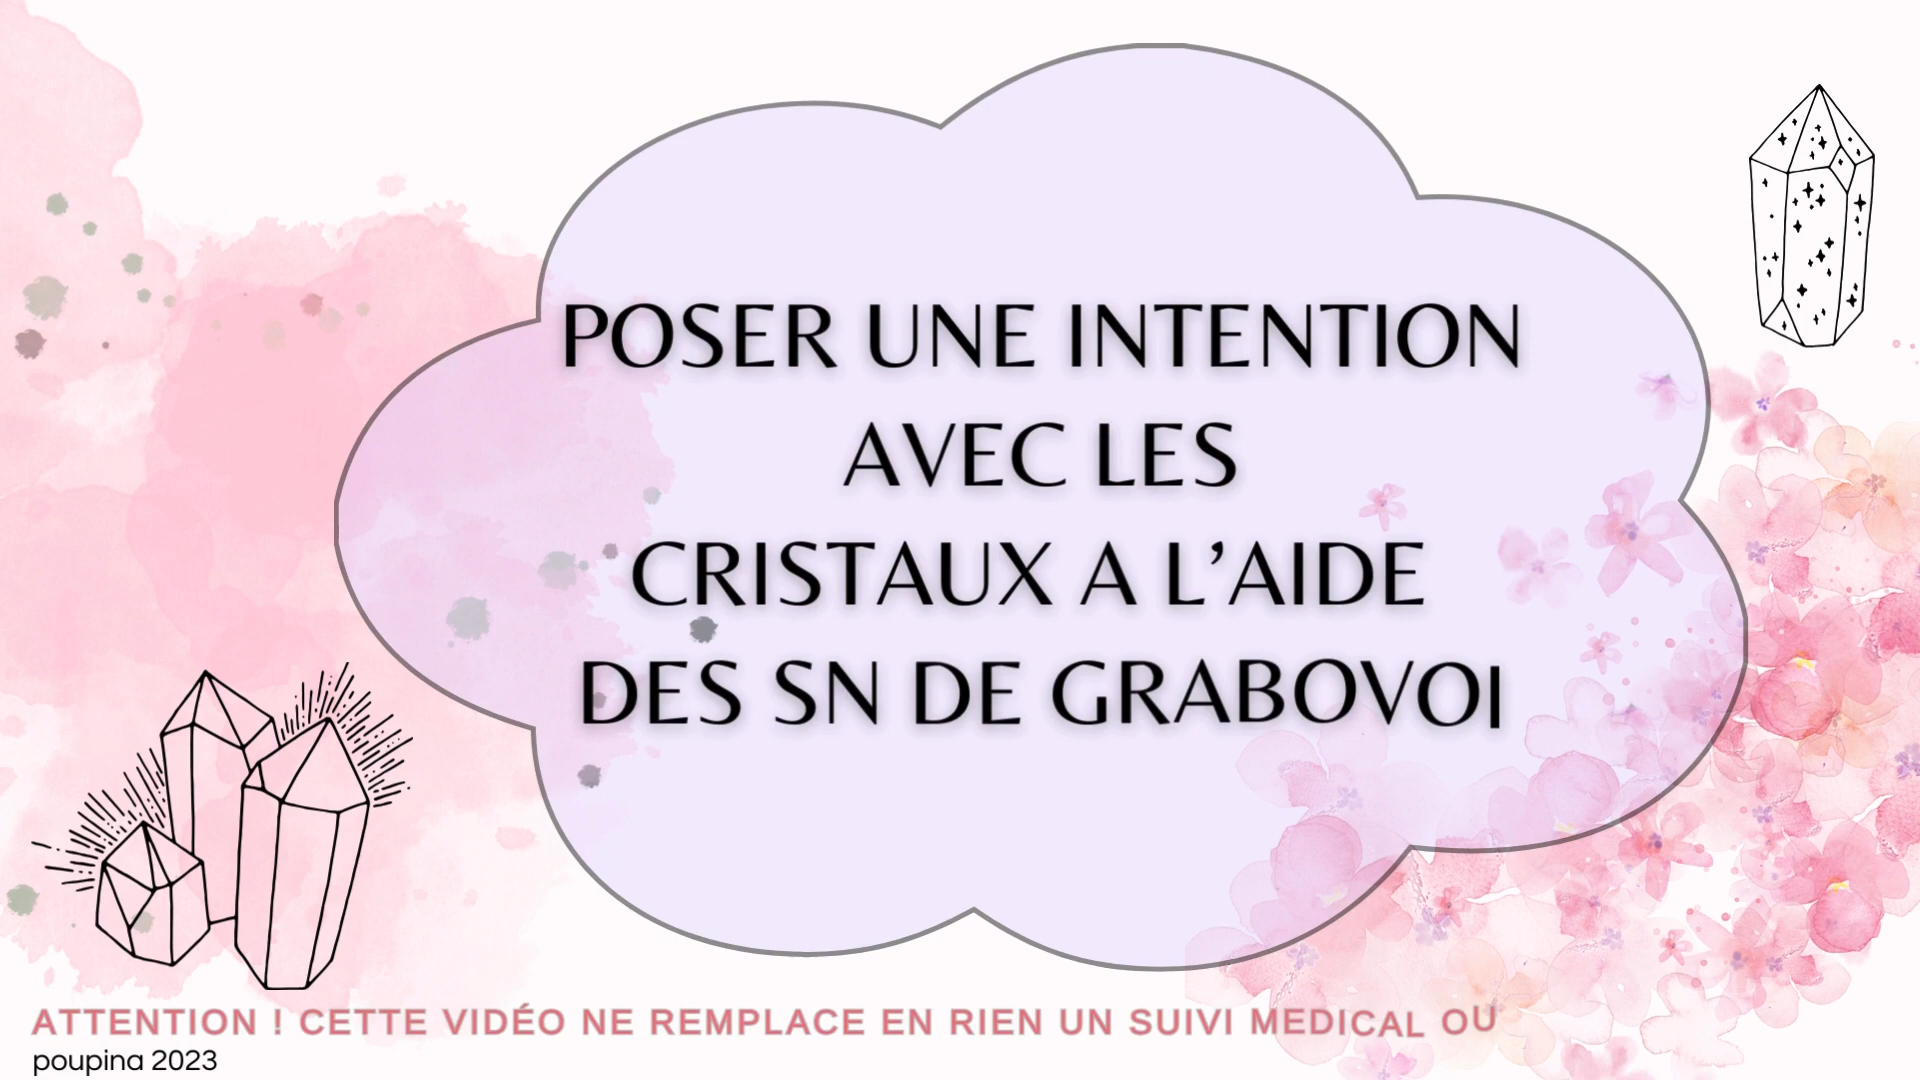 POSER UNE INTENTION
AVEC LES
CRISTAUX A L’AIDE
DES SN DE GRABOVOI
ATTENTION ! CETTE VIDÉO NE REMPLACE EN RIEN UN SUIVI MEDICAL OU
poupina 2023